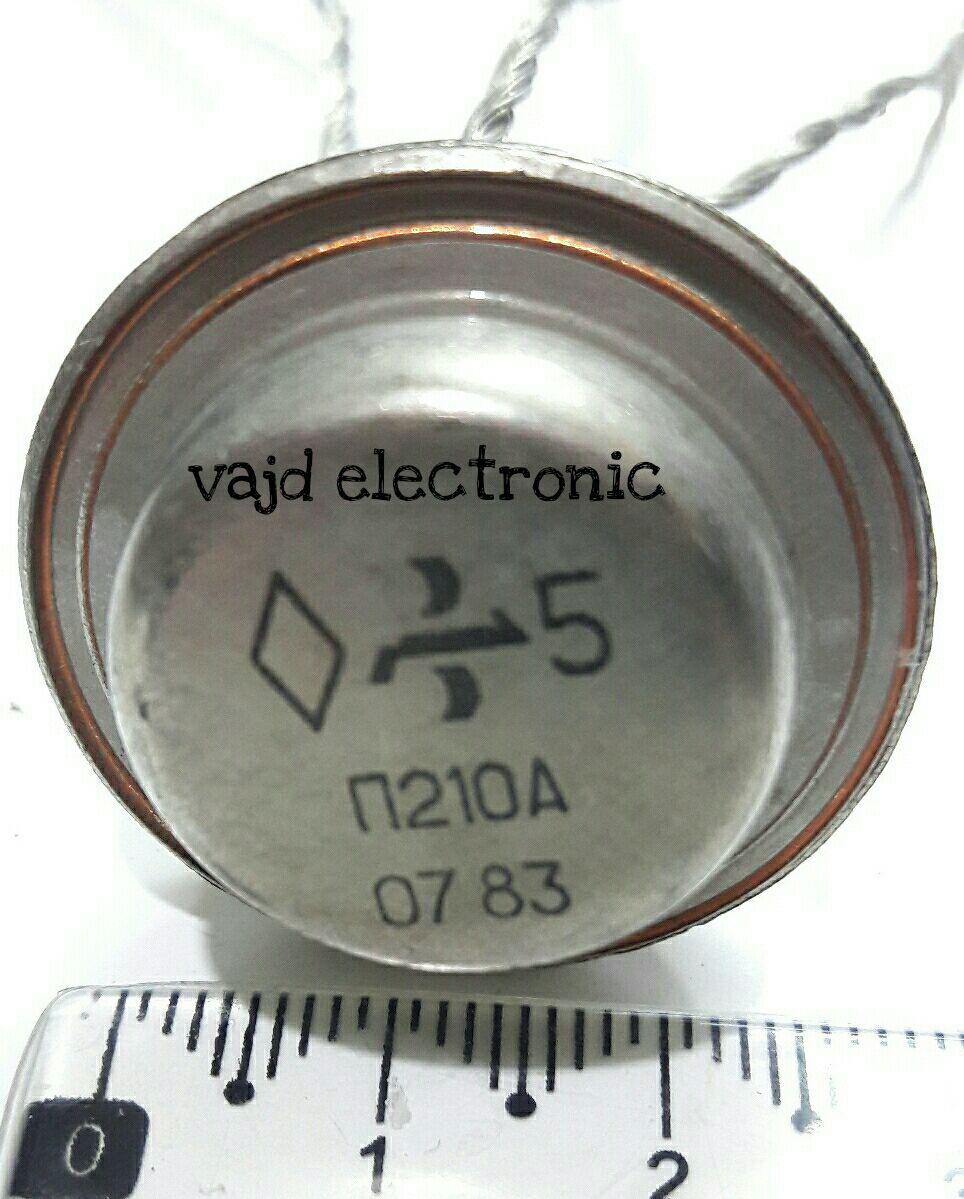 vajd electronic
5
П210А
07 83
0 1 2